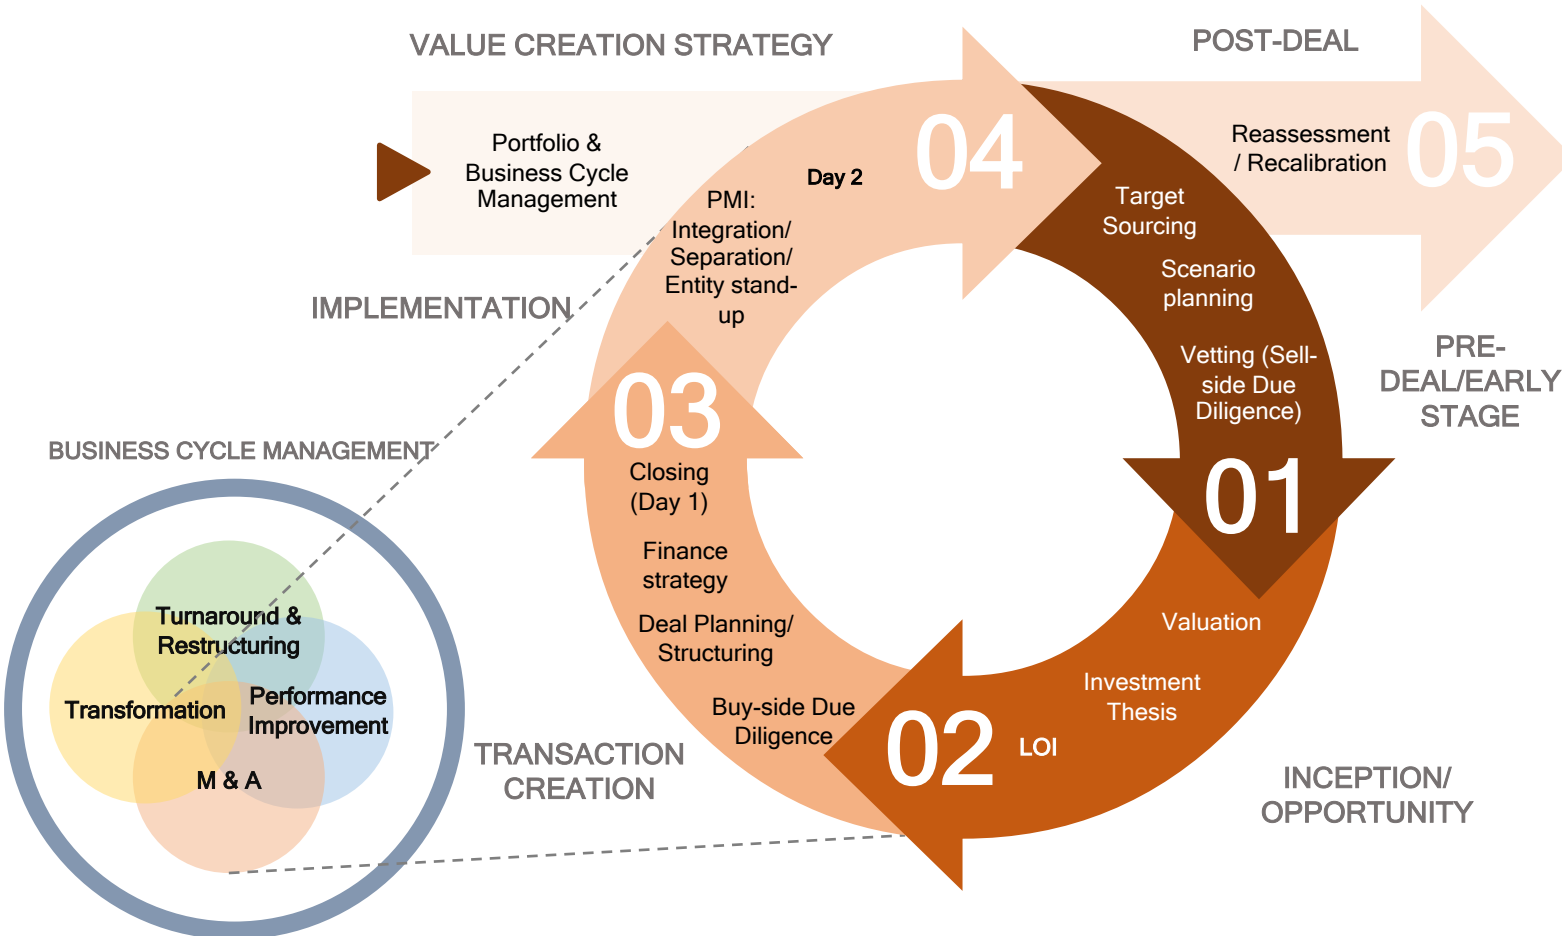 VALUE CREATION STRATEGY
POST-DEAL
Portfolio &
Business Cycle
Management
Day 2
04
Reassessment
/ Recalibration
05
PMI:
Integration/
Separation/
Entity stand-
up
Target
Sourcing
Scenario
planning
Vetting (Sell-
side Due
Diligence)
01
IMPLEMENTATION
PRE-
DEAL/EARLY
STAGE
03
Closing
(Day 1)
Finance
strategy
Deal Planning/
Structuring
Buy-side Due
Diligence
02
LOI
Valuation
Investment
Thesis
TRANSACTION
CREATION
INCEPTION/
OPPORTUNITY
BUSINESS CYCLE MANAGEMENT
Turnaround &
Restructuring
Transformation
Performance
Improvement
M & A